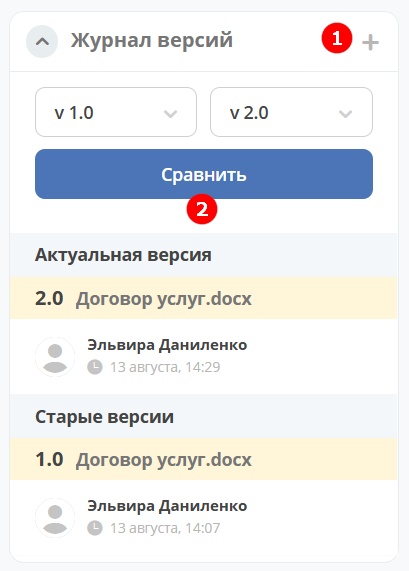 Журнал версий 1 +
v 1.0 v 2.0
Сравнить
2
Актуальная версия
2.0 Договор услуг.docx
Эльвира Даниленко
13 августа, 14:29
Старые версии
1.0 Договор услуг.docx
Эльвира Даниленко
13 августа, 14:07